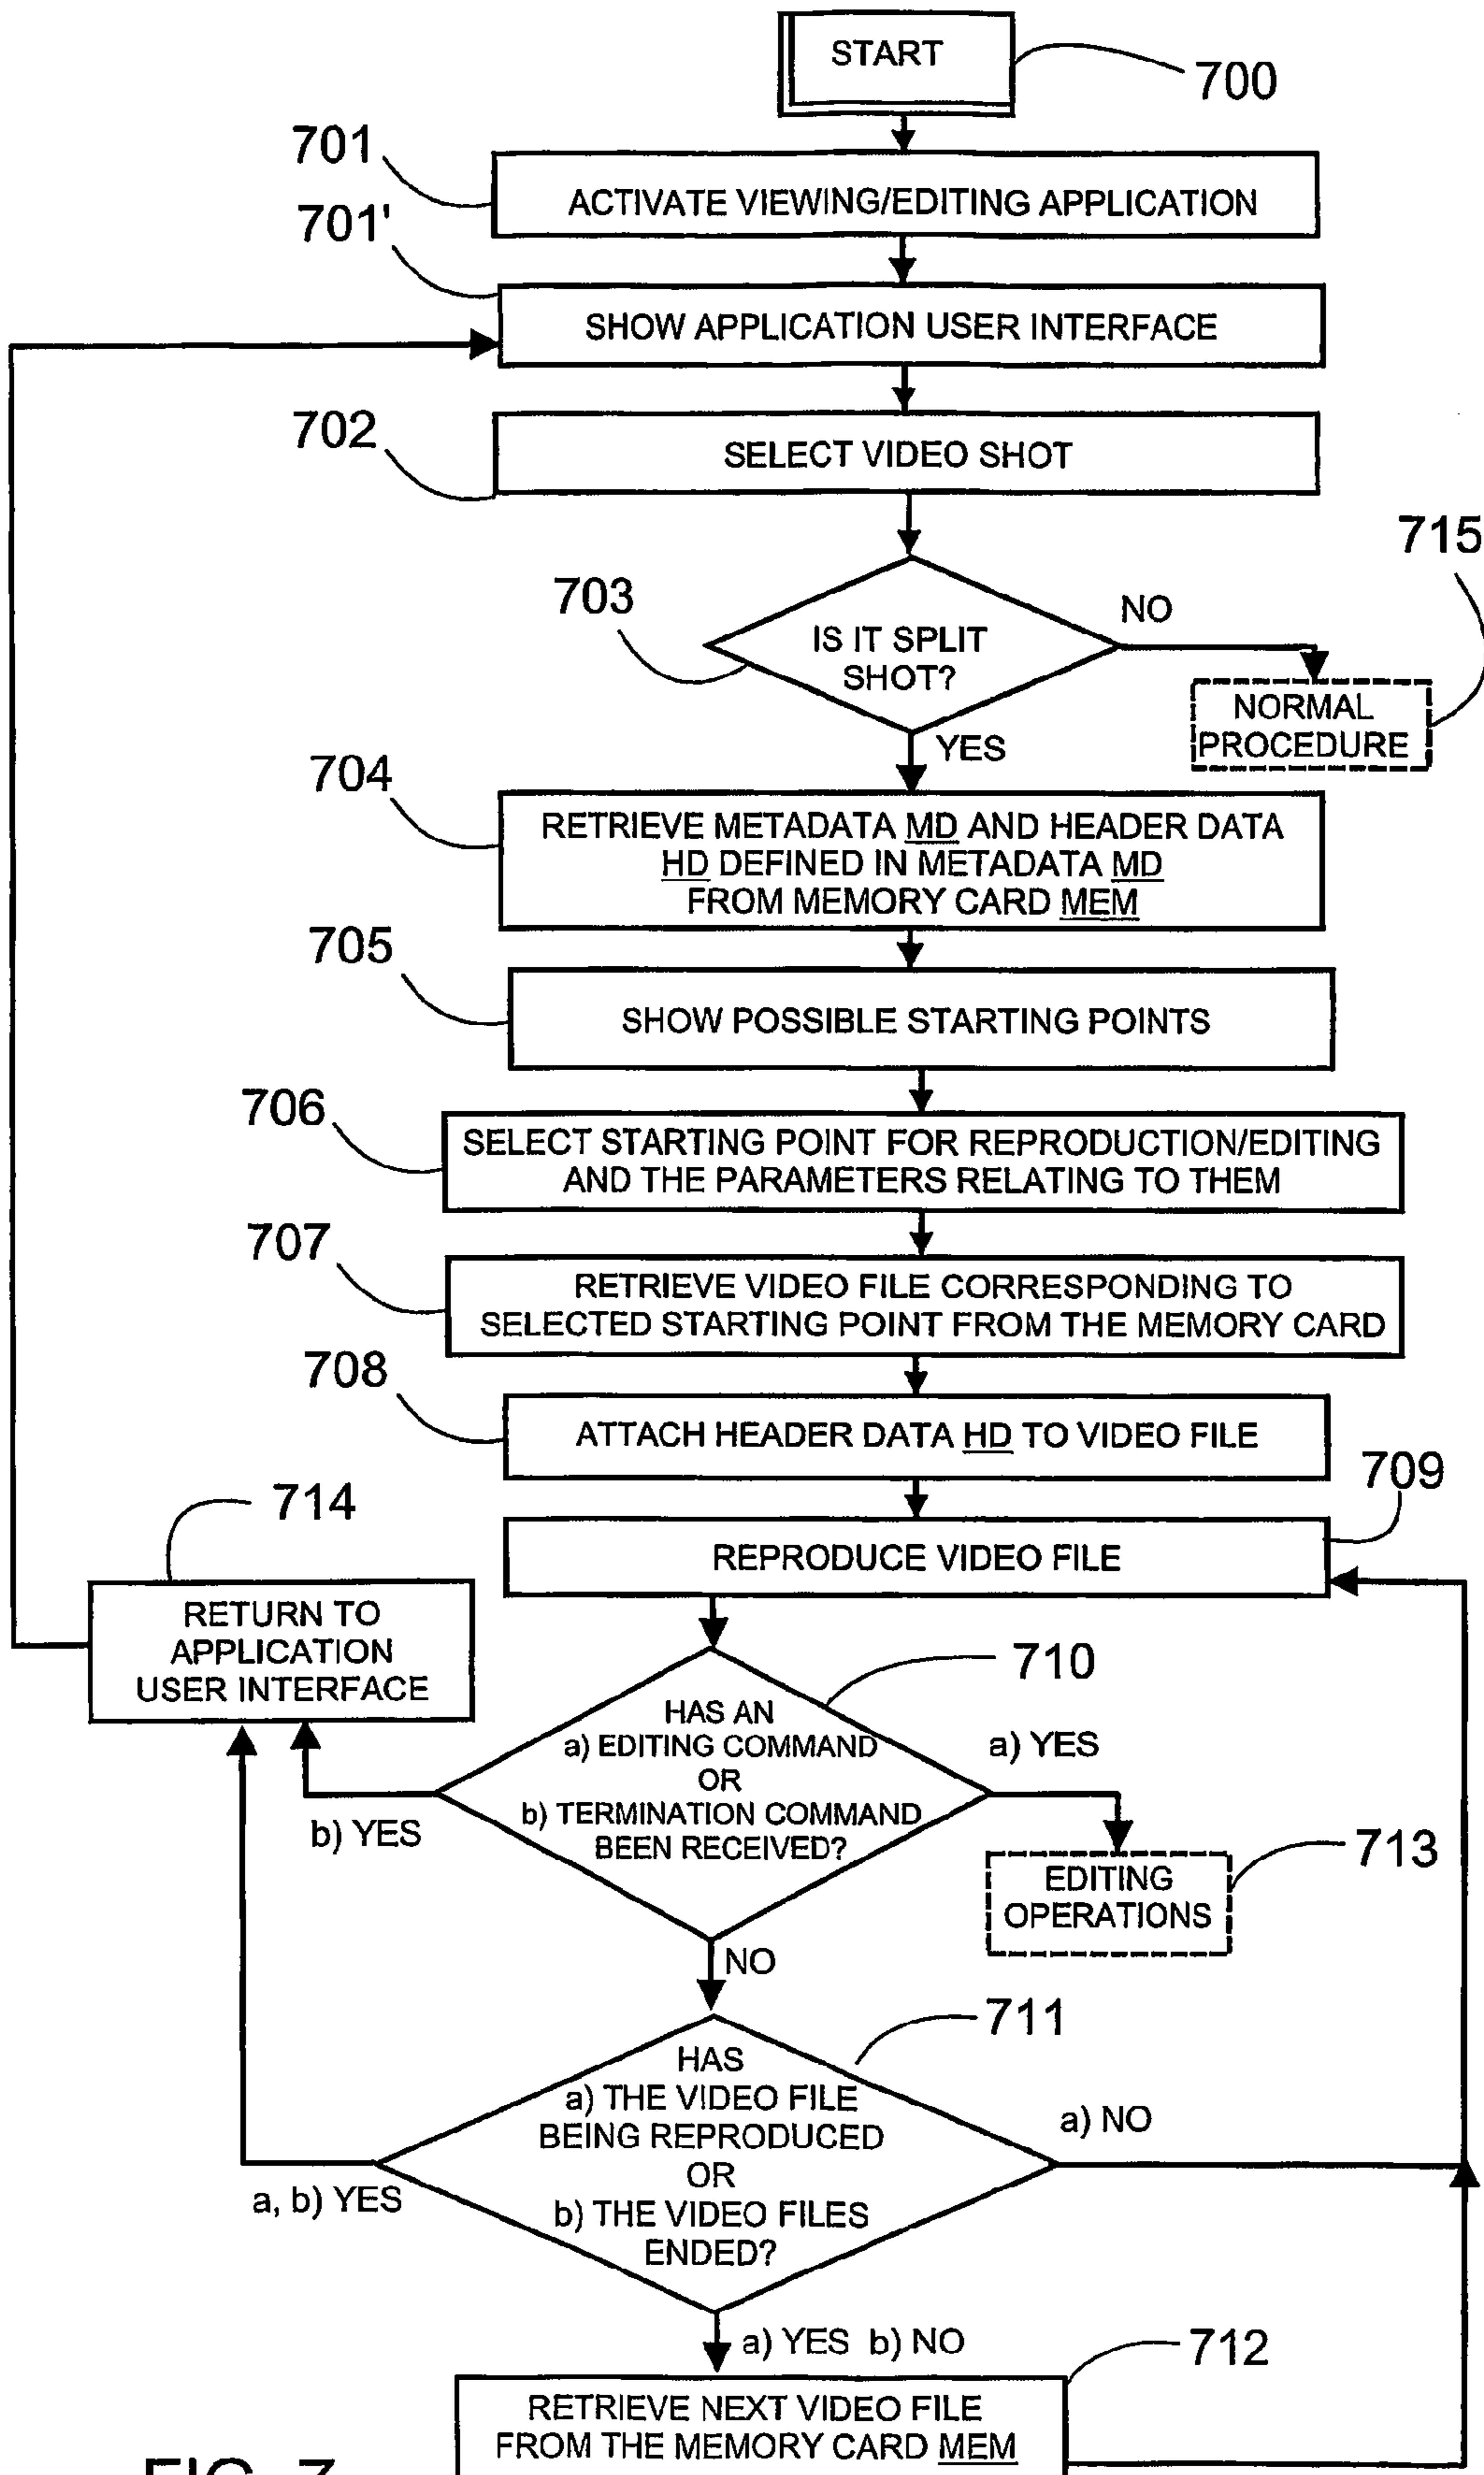 START
700
701
ACTIVATE VIEWING/EDITING APPLICATION
701'
SHOW APPLICATION USER INTERFACE
702
SELECT VIDEO SHOT
703
IS IT SPLIT
SHOT?
NO
715
NORMAL
PROCEDURE
YES
704
RETRIEVE METADATA MD AND HEADER DATA
HD DEFINED IN METADATA MD
FROM MEMORY CARD MEM
705
SHOW POSSIBLE STARTING POINTS
706
SELECT STARTING POINT FOR REPRODUCTION/EDITING
AND THE PARAMETERS RELATING TO THEM
707
RETRIEVE VIDEO FILE CORRESPONDING TO
SELECTED STARTING POINT FROM THE MEMORY CARD
708
ATTACH HEADER DATA HD TO VIDEO FILE
709
REPRODUCE VIDEO FILE
714
RETURN TO
APPLICATION
USER INTERFACE
710
HAS AN
a) EDITING COMMAND
OR
b) TERMINATION COMMAND
BEEN RECEIVED?
a) YES
b) YES
713
EDITING
OPERATIONS
NO
711
HAS
a) THE VIDEO FILE
BEING REPRODUCED
OR
b) THE VIDEO FILES
ENDED?
a) NO
a, b) YES
a) YES b) NO
712
RETRIEVE NEXT VIDEO FILE
FROM THE MEMORY CARD MEM
FIG. 7